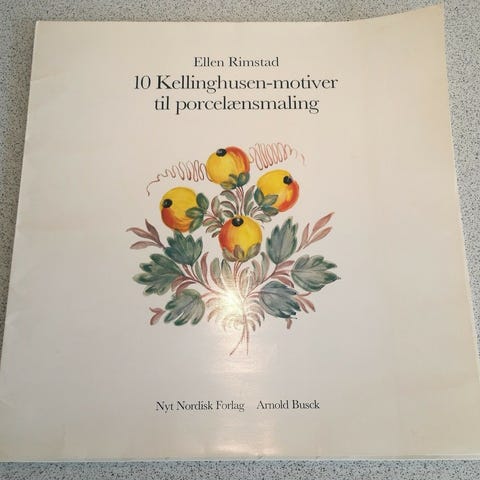 Ellen Rimstad
10 Kellinghusen-motiver
til porcelænsmaling
Nyt Nordisk Forlag Arnold Busck